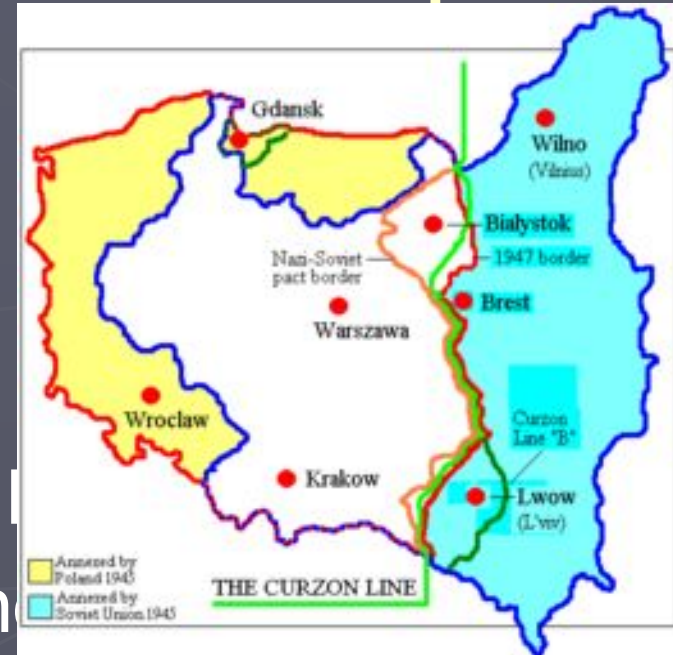 Gdansk
Wilno
(Vilnius)
Bialystok
Nazi-Soviet
pact border
1947 border
Brest
Warszawa
Wroclaw
Curzon
Line "B"
Krakow
Lwow
(L'viv)
Annexed by
Poland 1945
THE CURZON LINE
Annexed by
Soviet Union 1945